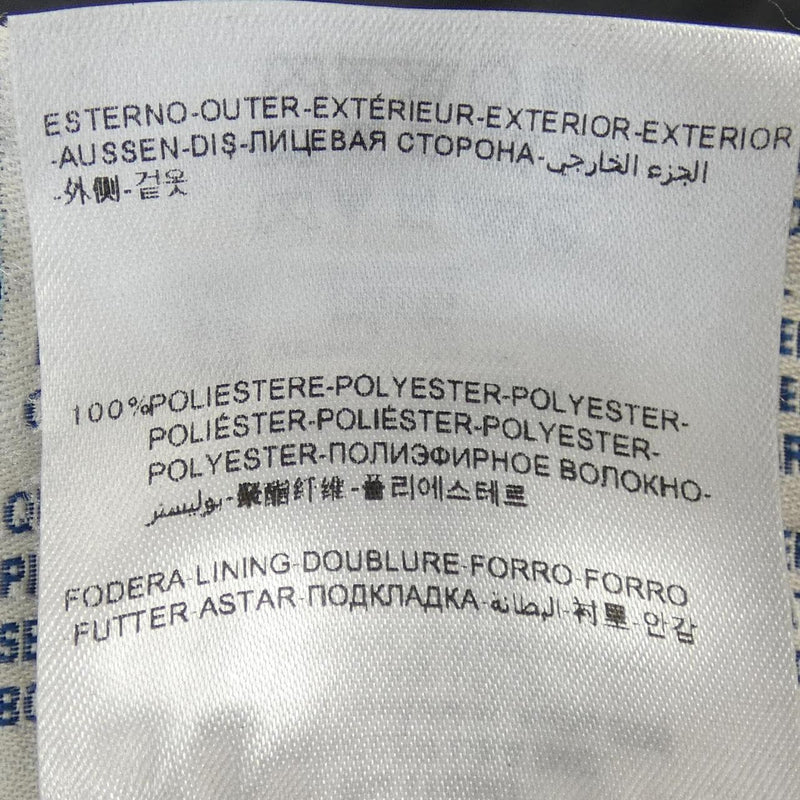 ESTERNO-OUTER-EXTÉRIEUR-EXTERIOR-EXTERIOR
-AUSSEN-DIŞ-ЛИЦЕВАЯ СТОРОНА-الجزء الخارجي
-外侧-겉옷
100%POLIESTERE-POLYESTER-POLYESTER-
POLIÉSTER-POLIÉSTER-POLYESTER-
POLYESTER-ПОЛИЭФИРНОЕ ВОЛОКНО-
بوليستر-聚酯纤维-폴리에스테르
FODERA-LINING-DOUBLURE-FORRO-FORRO
FUTTER-ASTAR-ПОДКЛАДКА-البطانة-衬里-안감